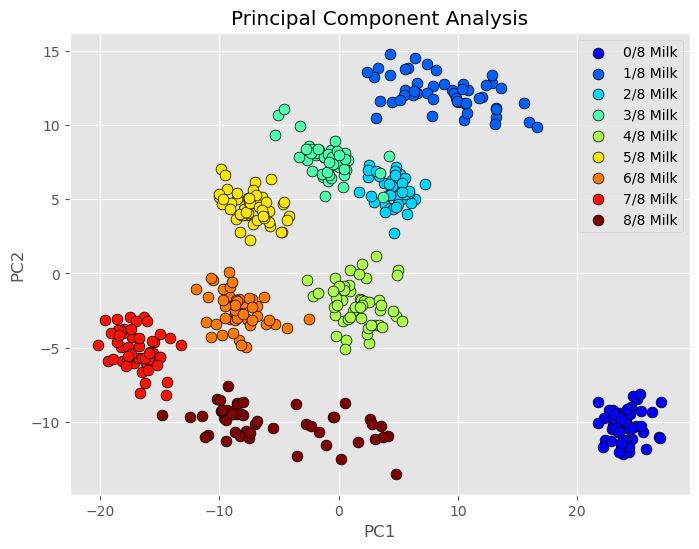 Principal Component Analysis
0/8 Milk
1/8 Milk
2/8 Milk
3/8 Milk
4/8 Milk
5/8 Milk
6/8 Milk
7/8 Milk
8/8 Milk
15
10
5
0
−5
−10
PC2
−20
−10
0
10
20
PC1